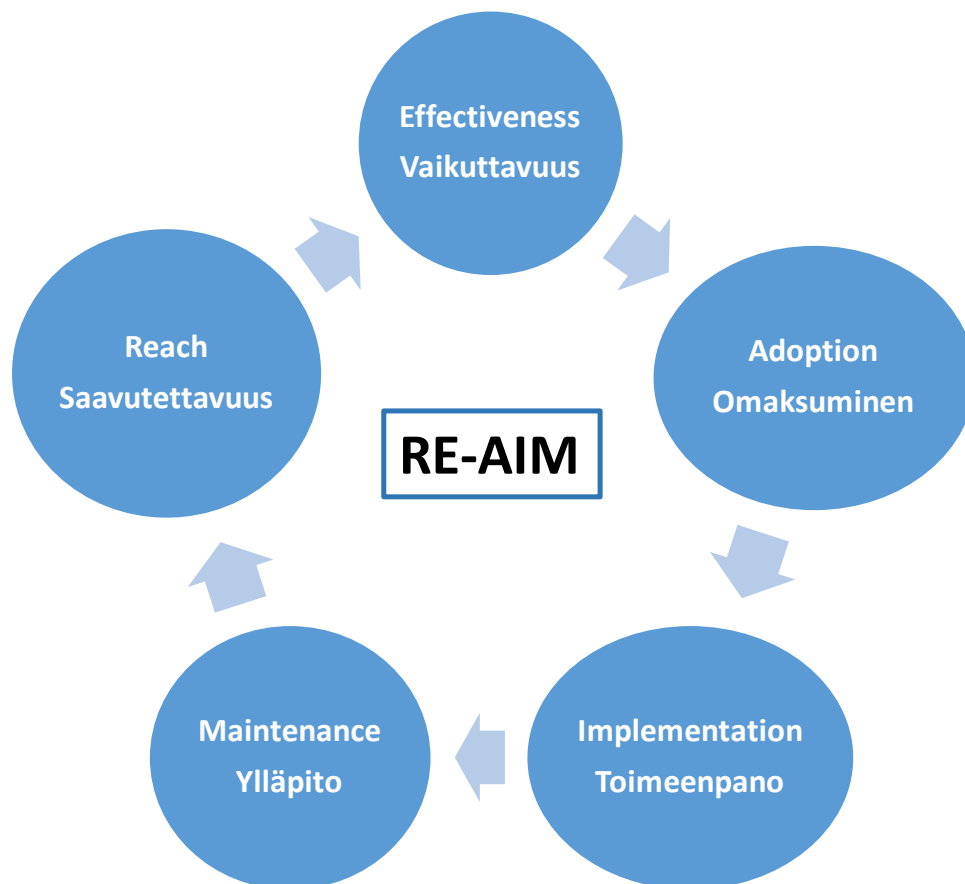 Effectiveness
Vaikuttavuus
Reach
Saavutettavuus
Adoption
Omaksuminen
RE-AIM
Maintenance
Ylläpito
Implementation
Toimeenpano